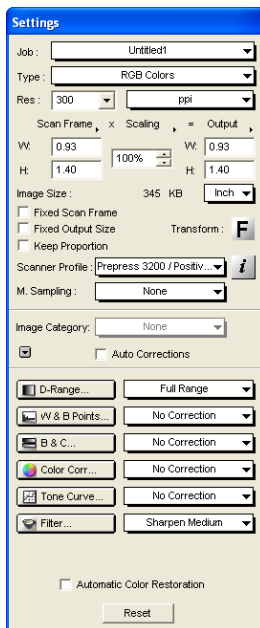 Settings
Job : Untitled1
Type : RGB Colors
Res : 300 ppi
Scan Frame x Scaling = Output
W: 0.93 100% W: 0.93
H: 1.40 H: 1.40
Image Size : 345 KB Inch
Fixed Scan Frame
Fixed Output Size Transform : F
Keep Proportion
Scanner Profile : Prepress 3200 / Positiv... i
M. Sampling : None
Image Category: None
Auto Corrections
D-Range... Full Range
W & B Points... No Correction
B & C... No Correction
Color Corr... No Correction
Tone Curve... No Correction
Filter... Sharpen Medium
Automatic Color Restoration
Reset